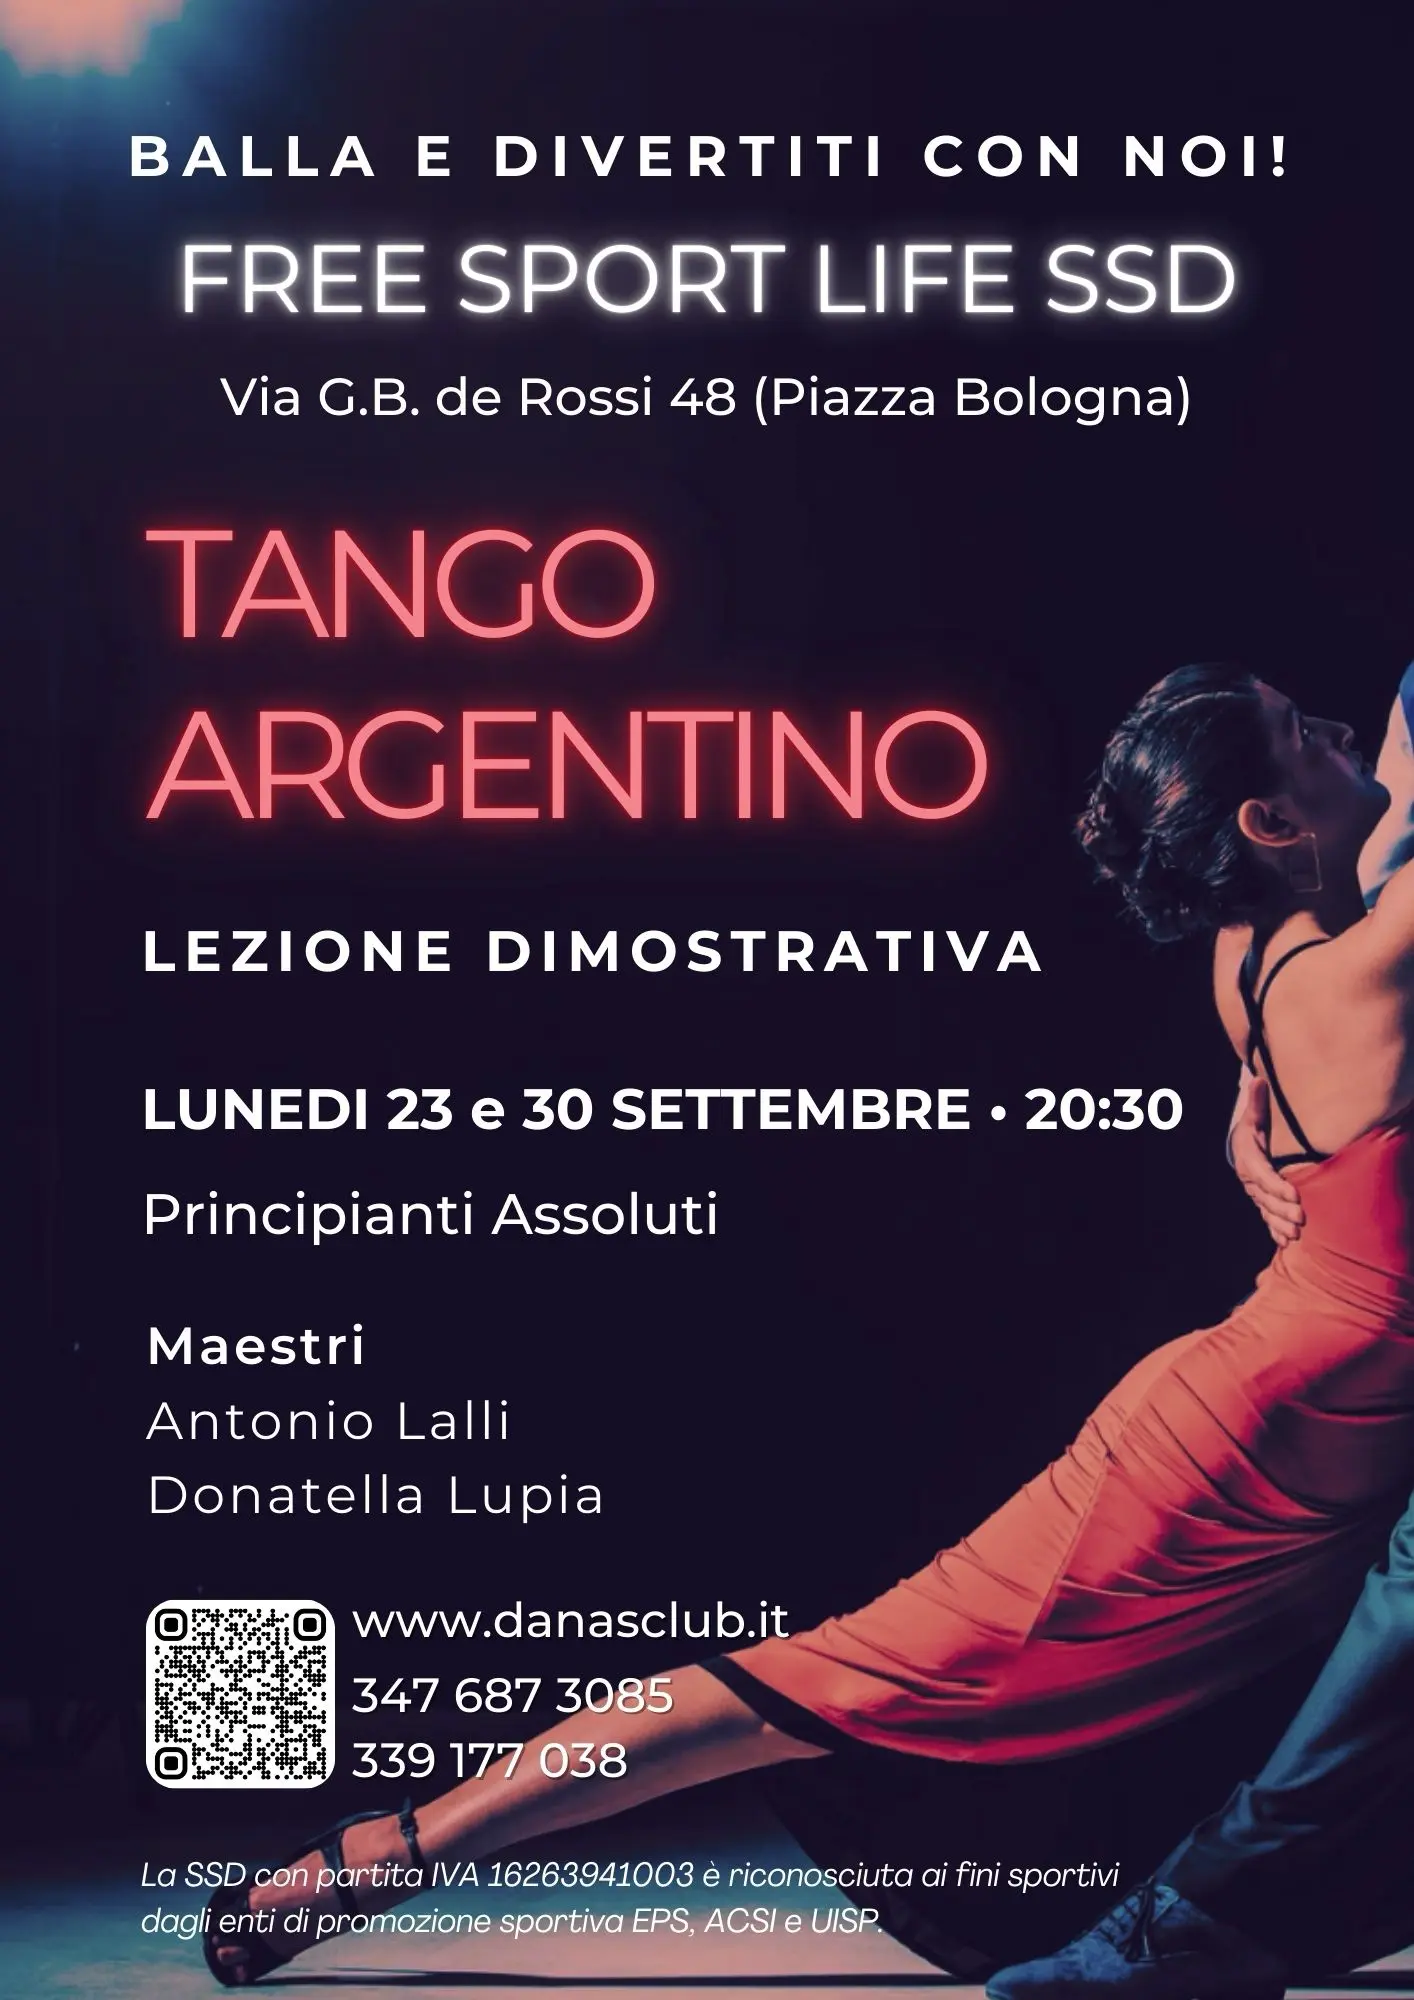 BALLA E DIVERTITI CON NOI!
FREE SPORT LIFE SSD
Via G.B. de Rossi 48 (Piazza Bologna)
TANGO
ARGENTINO
LEZIONE DIMOSTRATIVA
LUNEDI 23 e 30 SETTEMBRE • 20:30
Principianti Assoluti
Maestri
Antonio Lalli
Donatella Lupia
www.danasclub.it
347 687 3085
339 177 038
La SSD con partita IVA 16263941003 è riconosciuta ai fini sportivi
dagli enti di promozione sportiva EPS, ACSI e UISP.